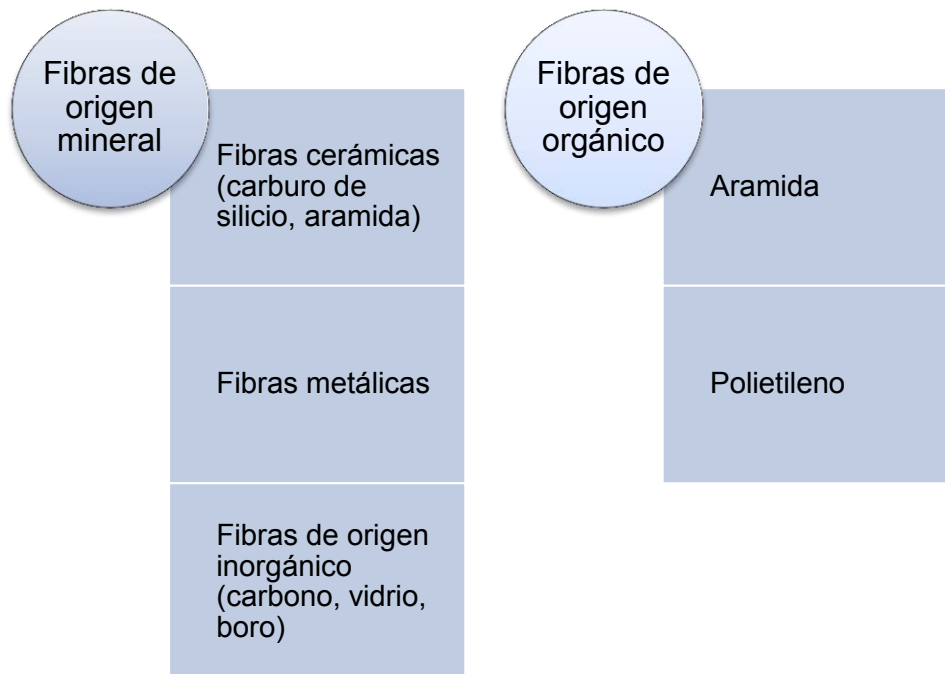 Fibras de
origen
mineral
Fibras cerámicas
(carburo de
silicio, aramida)
Fibras metálicas
Fibras de origen
inorgánico
(carbono, vidrio,
boro)
Fibras de
origen
orgánico
Aramida
Polietileno